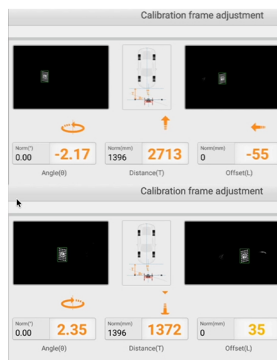 Calibration frame adjustment
Norm(°) Norm(mm) Norm(mm)
0.00 -2.17 1396 2713 0 -55
Angle(θ) Distance(T) Offset(L)
Calibration frame adjustment
Norm(°) Norm(mm) Norm(mm)
0.00 2.35 1396 1372 0 35
Angle(θ) Distance(T) Offset(L)